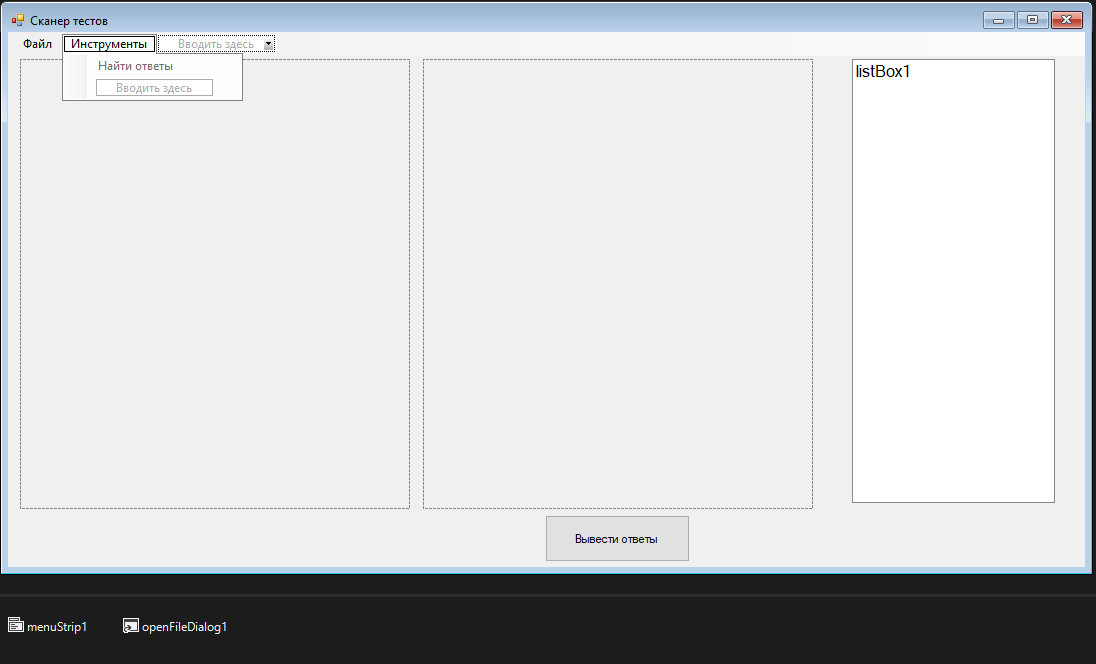 Сканер тестов
Файл Инструменты Вводить здесь
Найти ответы
Вводить здесь
listBox1
Вывести ответы
menuStrip1 openFileDialog1